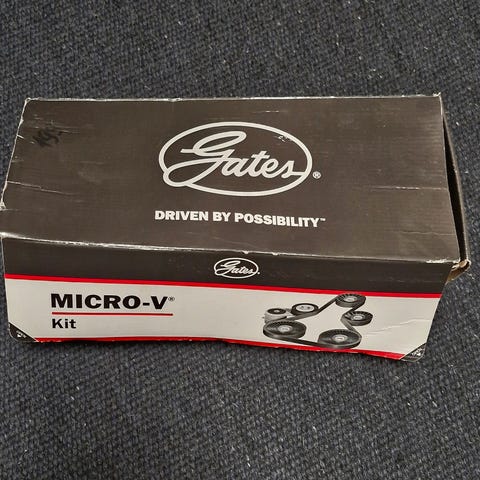 Gates®
DRIVEN BY POSSIBILITY™
Gates
MICRO-V®
Kit